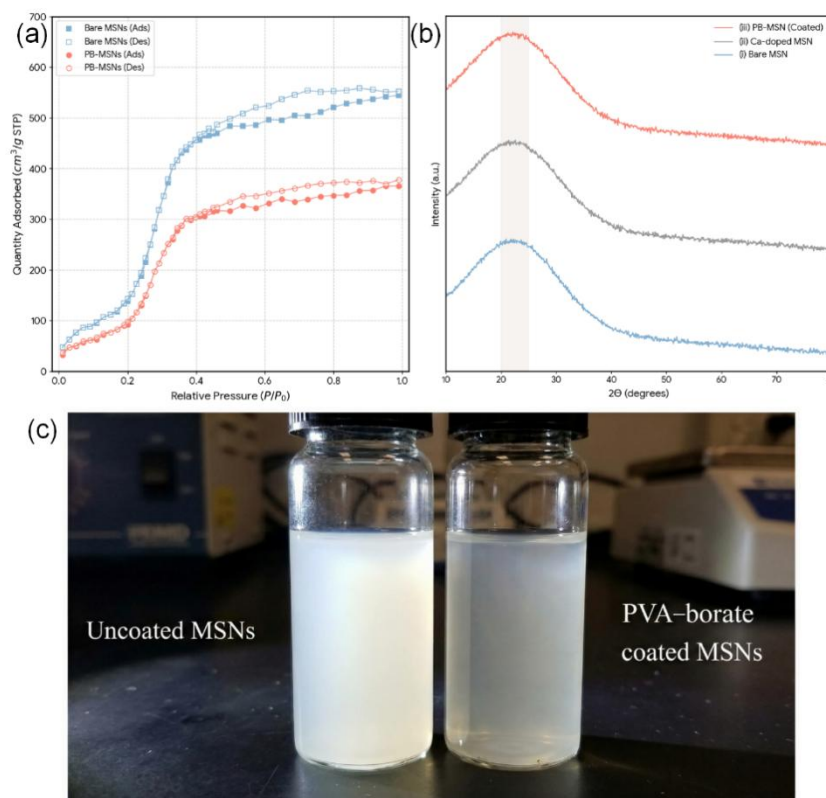 (a)
700
600
500
400
300
200
100
0
0.0
0.2
0.4
0.6
0.8
1.0
Quantity Adsorbed (cm³/g STP)
Relative Pressure (P/P₀)
Bare MSNs (Ads)
Bare MSNs (Des)
PB-MSNs (Ads)
PB-MSNs (Des)
(b)
(iii) PB-MSN (Coated)
(ii) Ca-doped MSN
(i) Bare MSN
Intensity (a.u.)
10
20
30
40
50
60
70
2Θ (degrees)
(c)
Uncoated MSNs
PVA–borate
coated MSNs